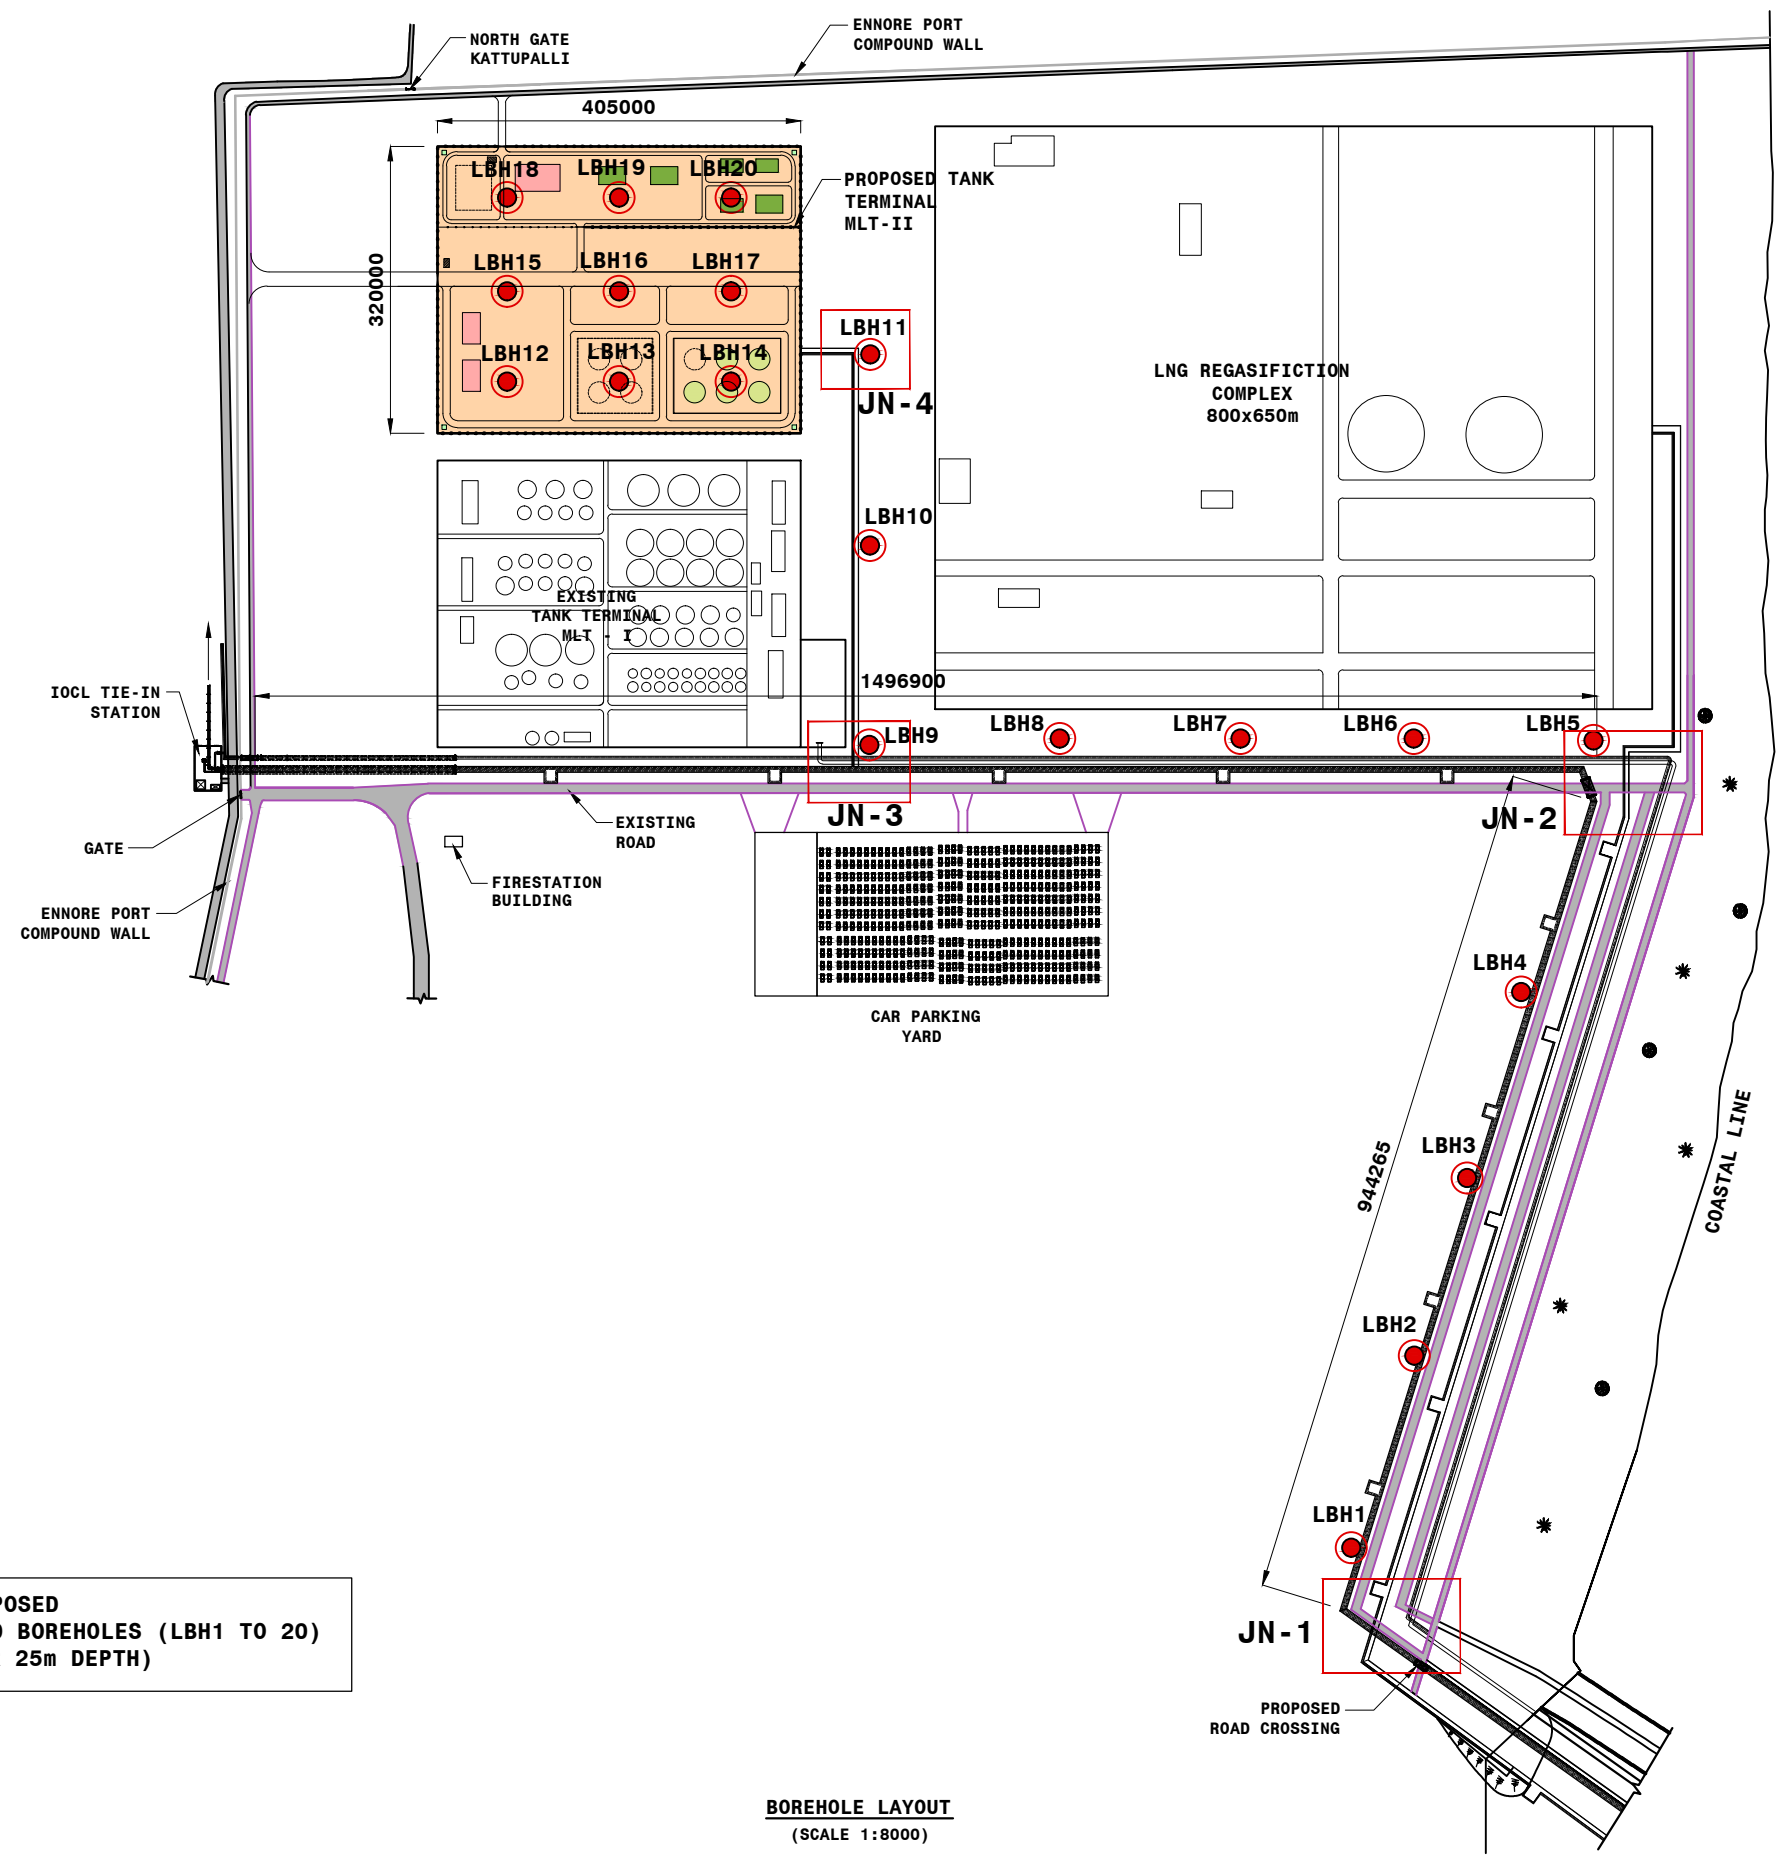 NORTH GATE
KATTUPALLI
ENNORE PORT
COMPOUND WALL
405000
320000
LBH18
LBH19
LBH20
PROPOSED TANK
TERMINAL
MLT-II
LBH15
LBH16
LBH17
LBH12
LBH13
LBH14
LBH11
JN-4
LNG REGASIFICTION
COMPLEX
800x650m
LBH10
EXISTING
TANK TERMINAL
MLT - I
IOCL TIE-IN
STATION
1496900
LBH9
LBH8
LBH7
LBH6
LBH5
JN-3
JN-2
GATE
EXISTING
ROAD
FIRESTATION
BUILDING
ENNORE PORT
COMPOUND WALL
CAR PARKING
YARD
LBH4
LBH3
944265
COASTAL LINE
LBH2
LBH1
JN-1
PROPOSED
ROAD CROSSING
POSED
BOREHOLES (LBH1 TO 20)
25m DEPTH)
BOREHOLE LAYOUT
(SCALE 1:8000)